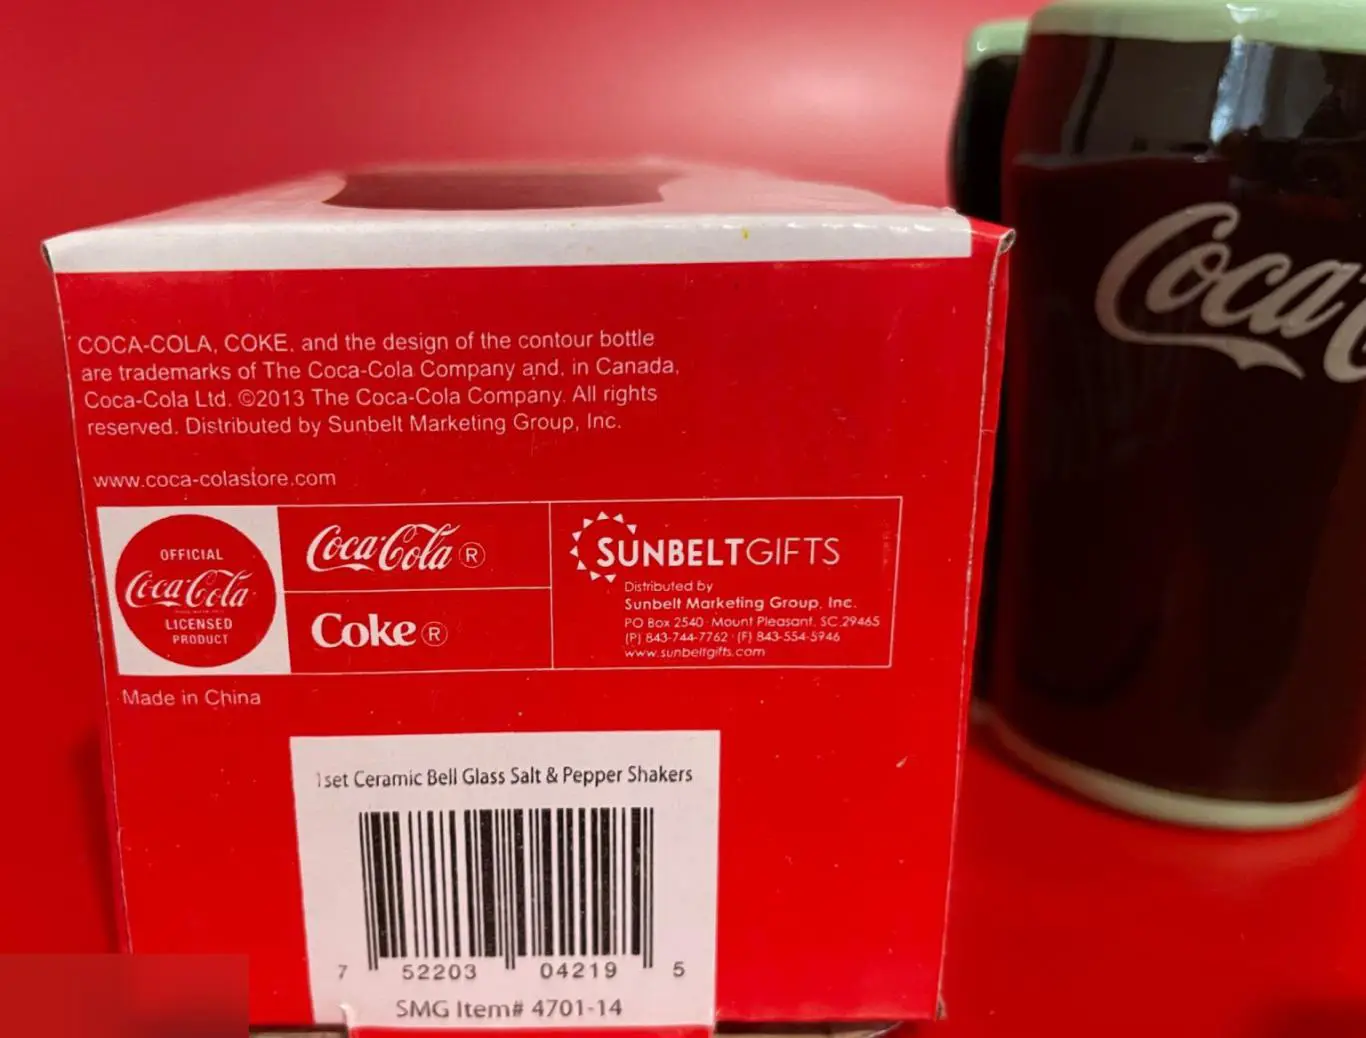 COCA-COLA, COKE, and the design of the contour bottle
are trademarks of The Coca-Cola Company and, in Canada,
Coca-Cola Ltd. ©2013 The Coca-Cola Company. All rights
reserved. Distributed by Sunbelt Marketing Group, Inc.
www.coca-colastore.com
OFFICIAL
Coca-Cola
LICENSED
PRODUCT
Coca-Cola ®
Coke ®
SUNBELTGIFTS
Distributed by
Sunbelt Marketing Group, Inc.
PO Box 2540 · Mount Pleasant, SC 29465
(P) 843-744-7762 · (F) 843-554-5946
www.sunbeltgifts.com
Made in China
1set Ceramic Bell Glass Salt & Pepper Shakers
7 52203 04219 5
SMG Item# 4701-14
Coca-C